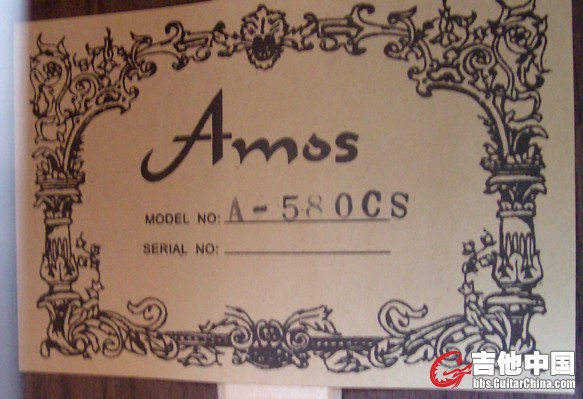 Amos
MODEL NO: A-580CS
SERIAL NO:
吉他中国
bbs.GuitarChina.com